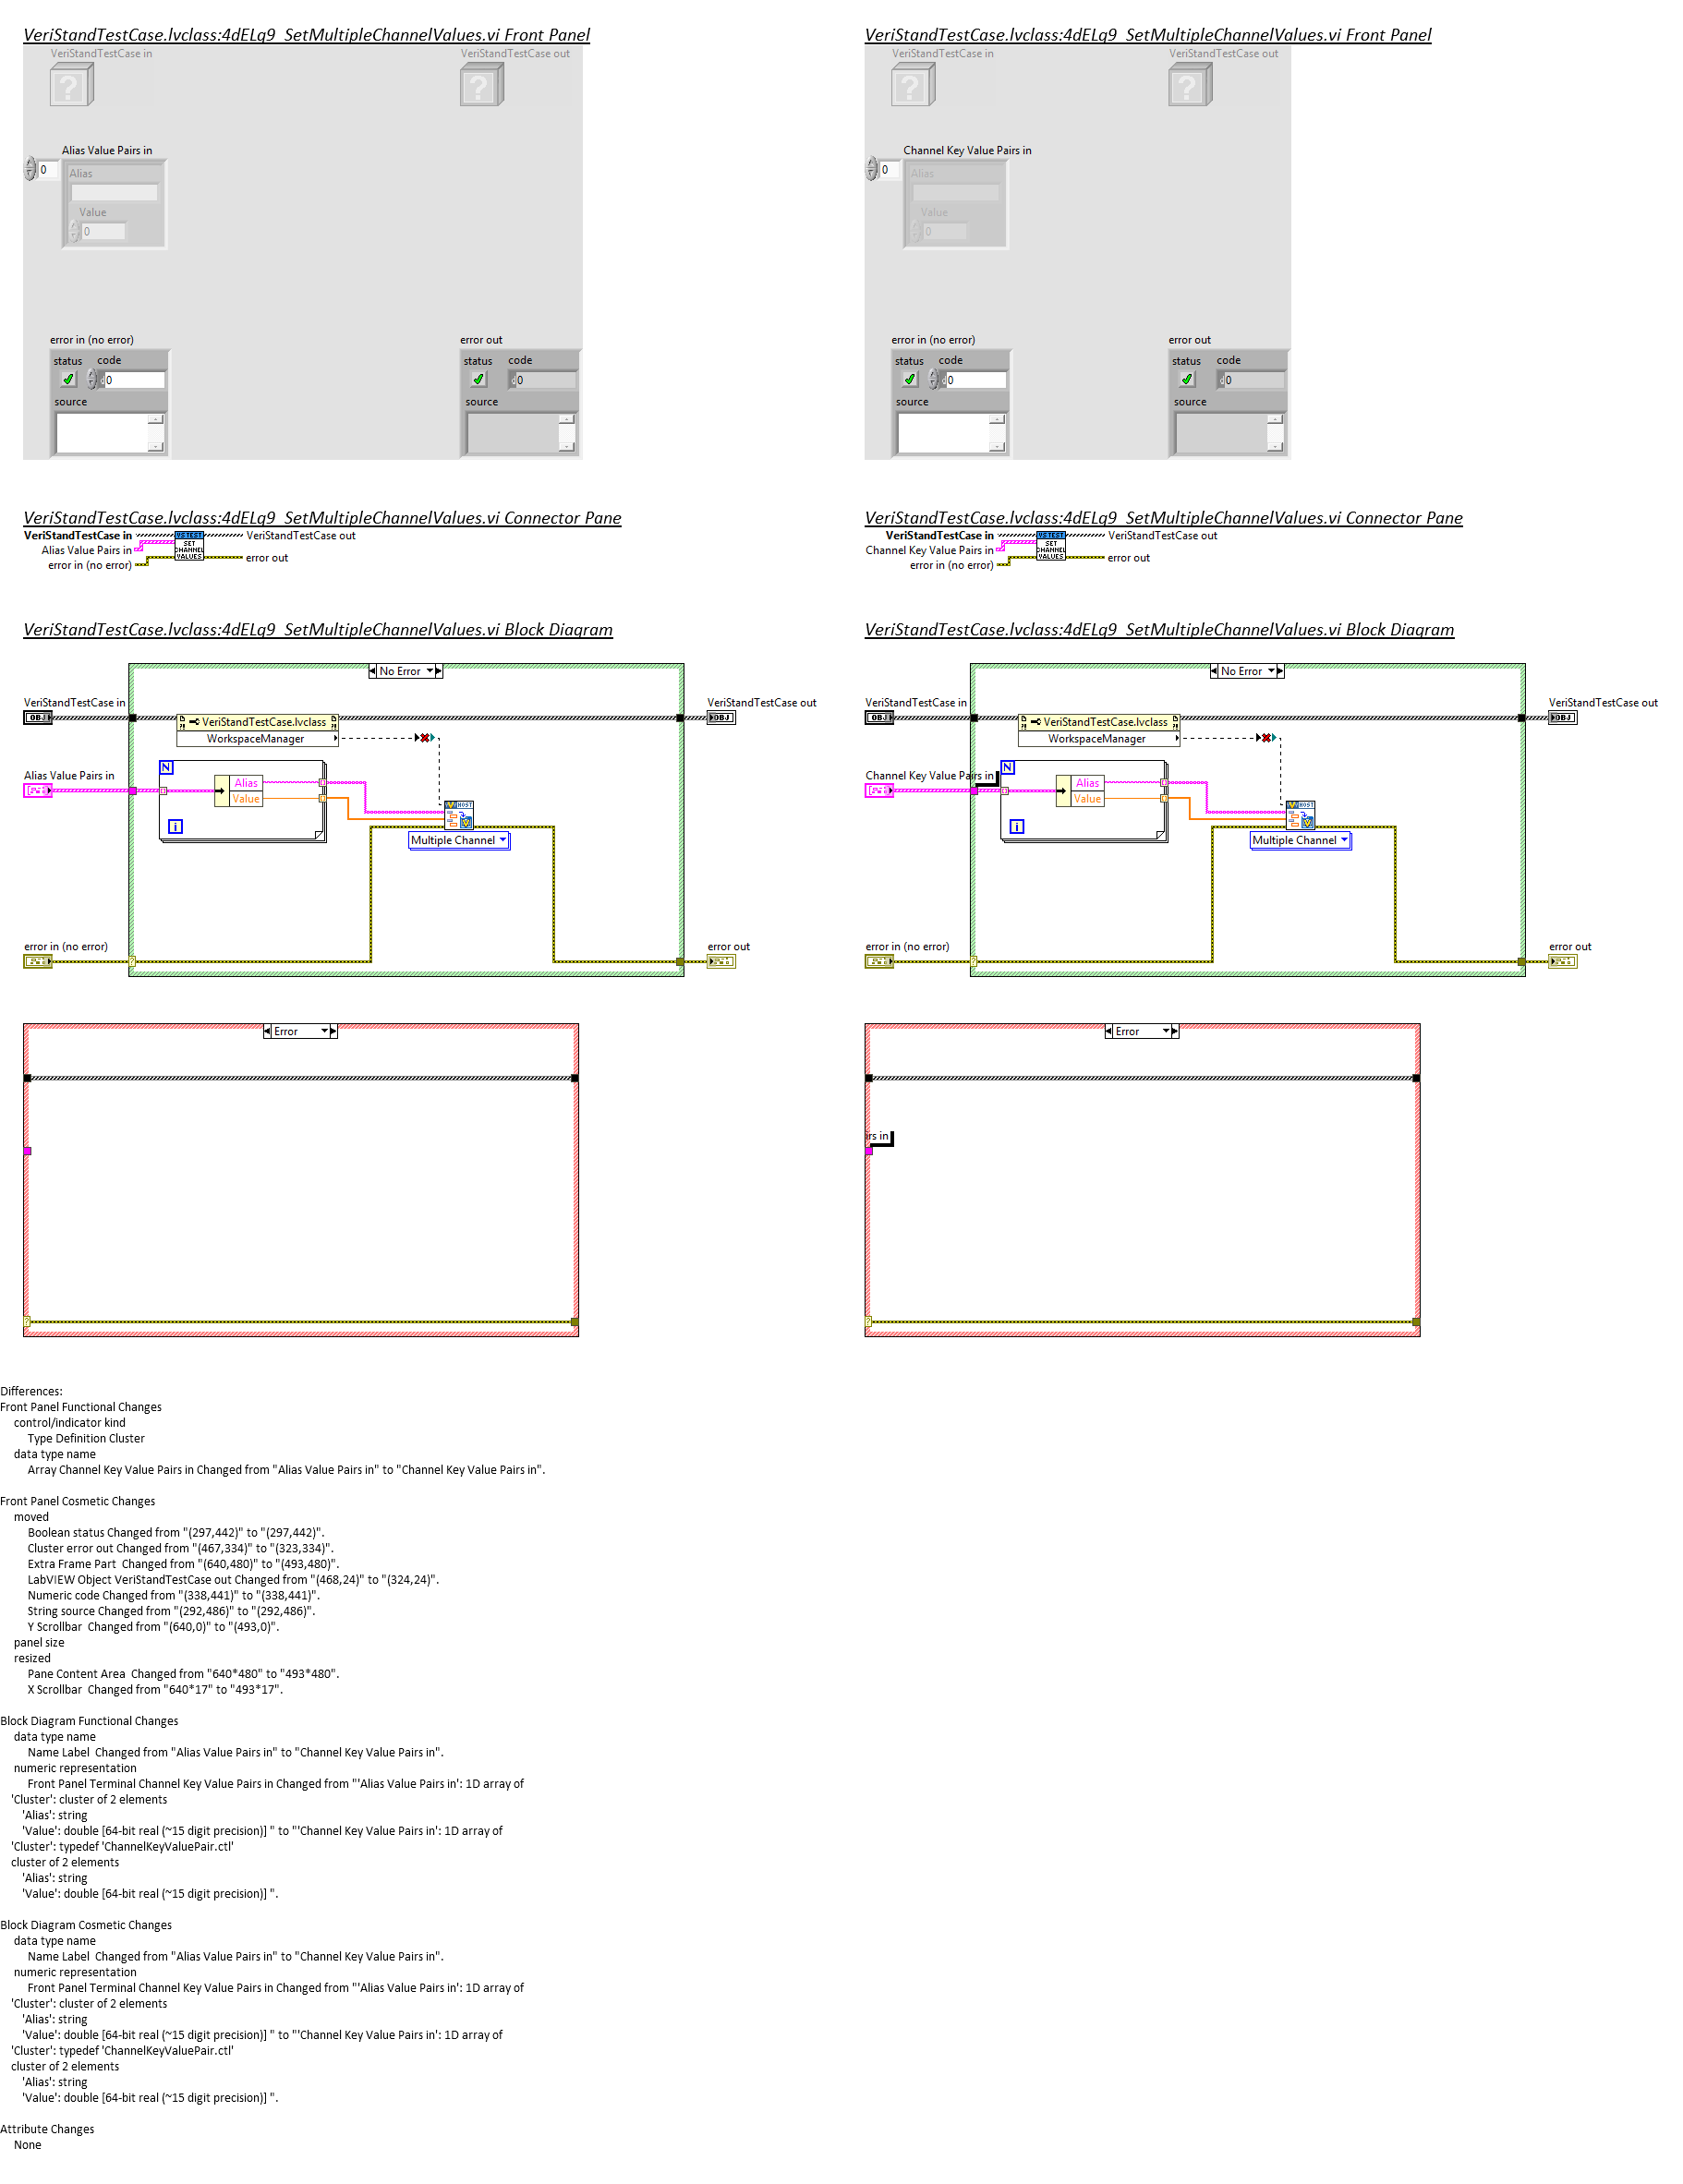 VeriStandTestCase.lvclass:4dELq9_SetMultipleChannelValues.vi Front Panel
VeriStandTestCase in
VeriStandTestCase out
Alias Value Pairs in
0
Alias
Value
0
error in (no error)
status code
0
source
error out
status code
0
source
VeriStandTestCase.lvclass:4dELq9_SetMultipleChannelValues.vi Front Panel
VeriStandTestCase in
VeriStandTestCase out
Channel Key Value Pairs in
0
Alias
Value
0
error in (no error)
status code
0
source
error out
status code
0
source
VeriStandTestCase.lvclass:4dELq9_SetMultipleChannelValues.vi Connector Pane
VeriStandTestCase in
Alias Value Pairs in
error in (no error)
VS TEST
SET
CHANNEL
VALUES
VeriStandTestCase out
error out
VeriStandTestCase.lvclass:4dELq9_SetMultipleChannelValues.vi Connector Pane
VeriStandTestCase in
Channel Key Value Pairs in
error in (no error)
VS TEST
SET
CHANNEL
VALUES
VeriStandTestCase out
error out
VeriStandTestCase.lvclass:4dELq9_SetMultipleChannelValues.vi Block Diagram
No Error
VeriStandTestCase in
OBJ
VeriStandTestCase.lvclass
WorkspaceManager
VeriStandTestCase out
OBJ
Alias Value Pairs in
N
Alias
Value
i
HOST
Multiple Channel
error in (no error)
?
error out
Error
?
VeriStandTestCase.lvclass:4dELq9_SetMultipleChannelValues.vi Block Diagram
No Error
VeriStandTestCase in
OBJ
VeriStandTestCase.lvclass
WorkspaceManager
VeriStandTestCase out
OBJ
Channel Key Value Pairs in
N
Alias
Value
i
HOST
Multiple Channel
error in (no error)
?
error out
Error
rs in
?
Differences:
Front Panel Functional Changes
control/indicator kind
Type Definition Cluster
data type name
Array Channel Key Value Pairs in Changed from "Alias Value Pairs in" to "Channel Key Value Pairs in".
Front Panel Cosmetic Changes
moved
Boolean status Changed from "(297,442)" to "(297,442)".
Cluster error out Changed from "(467,334)" to "(323,334)".
Extra Frame Part  Changed from "(640,480)" to "(493,480)".
LabVIEW Object VeriStandTestCase out Changed from "(468,24)" to "(324,24)".
Numeric code Changed from "(338,441)" to "(338,441)".
String source Changed from "(292,486)" to "(292,486)".
Y Scrollbar  Changed from "(640,0)" to "(493,0)".
panel size
resized
Pane Content Area  Changed from "640*480" to "493*480".
X Scrollbar  Changed from "640*17" to "493*17".
Block Diagram Functional Changes
data type name
Name Label  Changed from "Alias Value Pairs in" to "Channel Key Value Pairs in".
numeric representation
Front Panel Terminal Channel Key Value Pairs in Changed from "'Alias Value Pairs in': 1D array of
'Cluster': cluster of 2 elements
'Alias': string
'Value': double [64-bit real (~15 digit precision)] " to "'Channel Key Value Pairs in': 1D array of
'Cluster': typedef 'ChannelKeyValuePair.ctl'
cluster of 2 elements
'Alias': string
'Value': double [64-bit real (~15 digit precision)] ".
Block Diagram Cosmetic Changes
data type name
Name Label  Changed from "Alias Value Pairs in" to "Channel Key Value Pairs in".
numeric representation
Front Panel Terminal Channel Key Value Pairs in Changed from "'Alias Value Pairs in': 1D array of
'Cluster': cluster of 2 elements
'Alias': string
'Value': double [64-bit real (~15 digit precision)] " to "'Channel Key Value Pairs in': 1D array of
'Cluster': typedef 'ChannelKeyValuePair.ctl'
cluster of 2 elements
'Alias': string
'Value': double [64-bit real (~15 digit precision)] ".
Attribute Changes
None